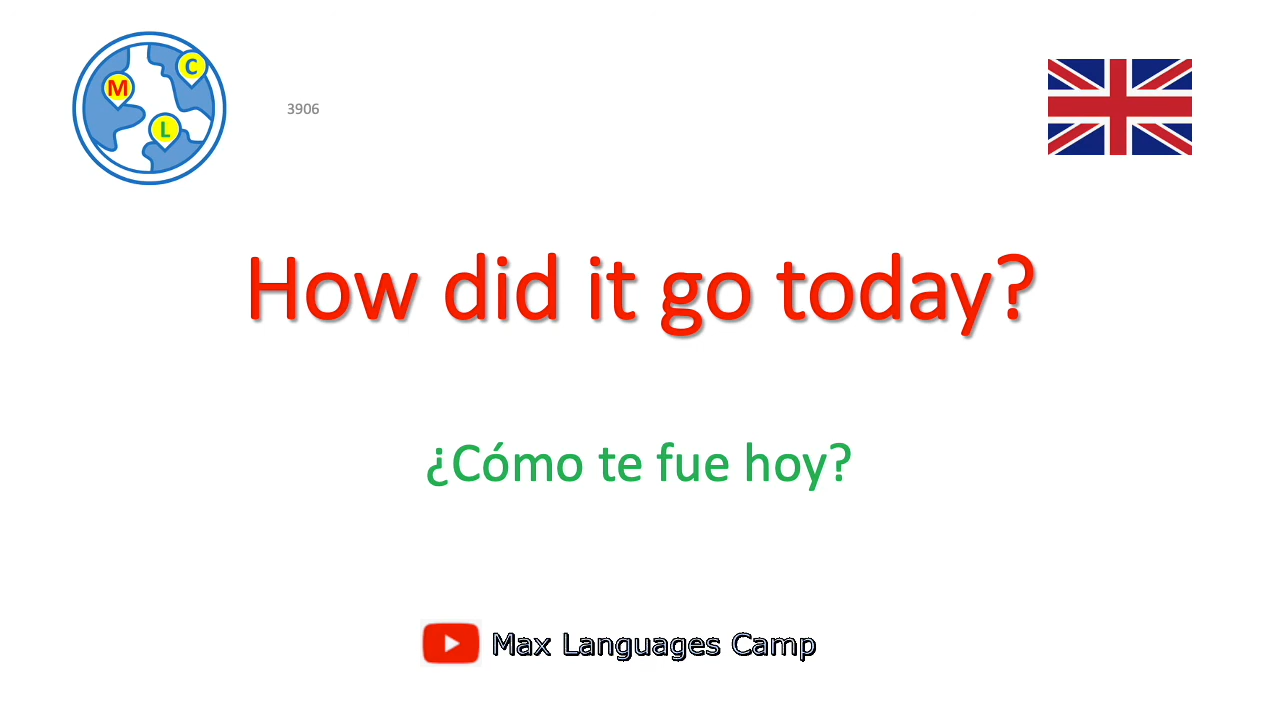 M
C
L
3906
How did it go today?
¿Cómo te fue hoy?
Max Languages Camp